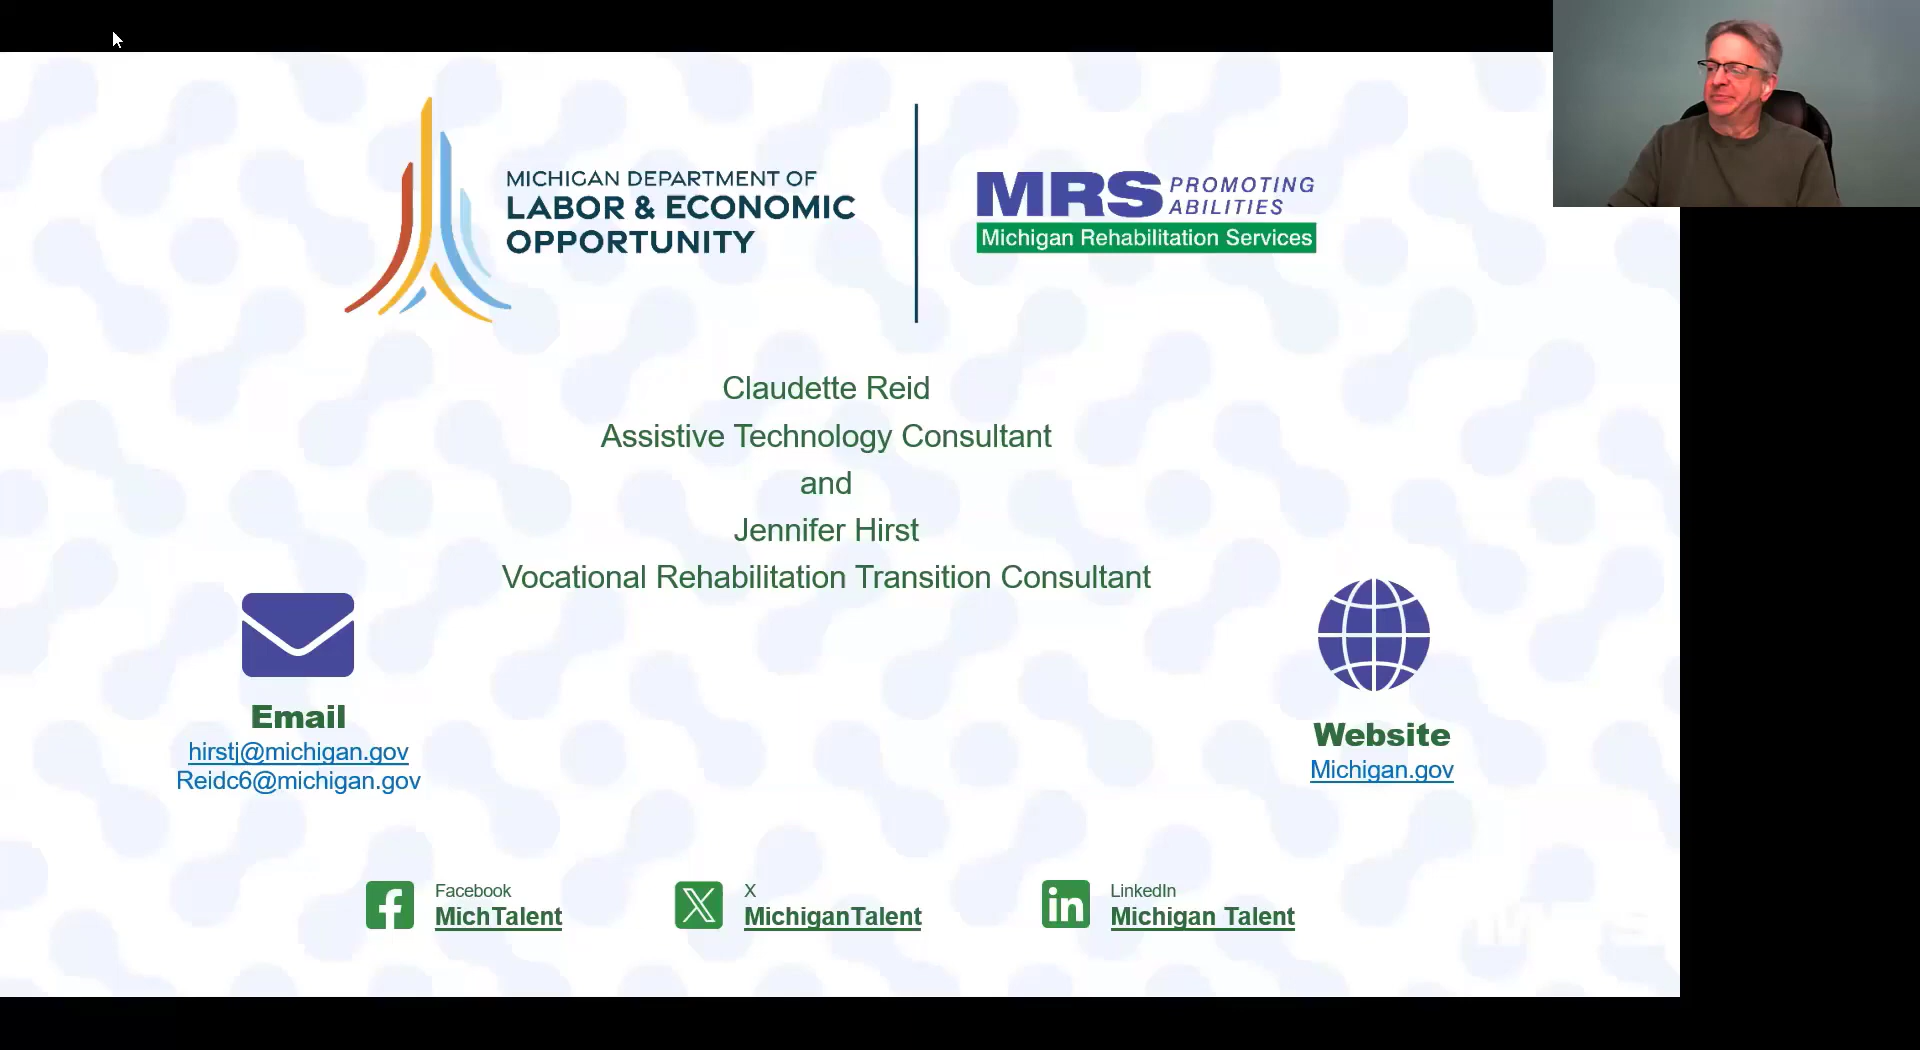 MICHIGAN DEPARTMENT OF
LABOR & ECONOMIC
OPPORTUNITY
MRS PROMOTING
ABILITIES
Michigan Rehabilitation Services
Claudette Reid
Assistive Technology Consultant
and
Jennifer Hirst
Vocational Rehabilitation Transition Consultant
Email
hirstj@michigan.gov
Reidc6@michigan.gov
Website
Michigan.gov
Facebook
MichTalent
X
MichiganTalent
LinkedIn
Michigan Talent